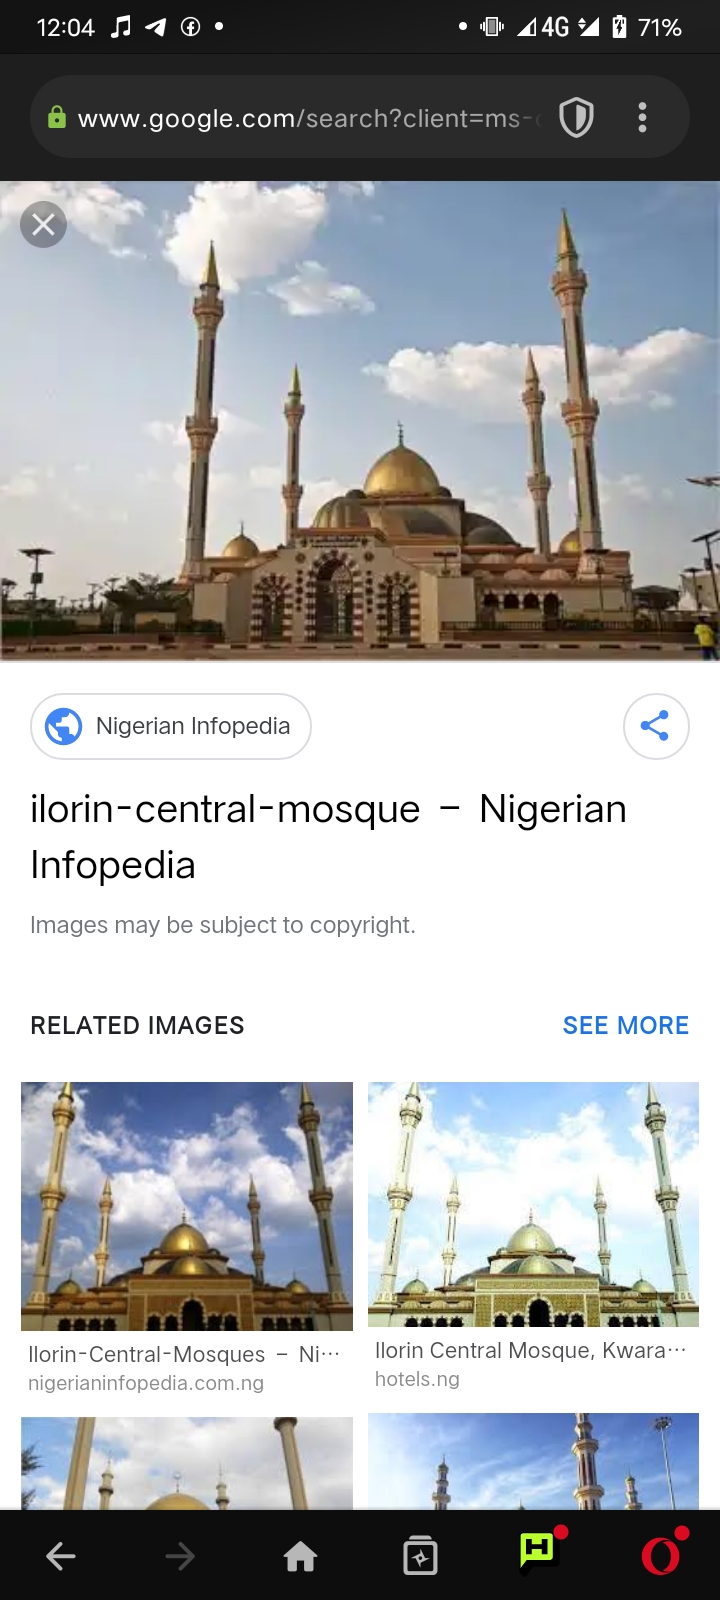 12:04 4G 71%
www.google.com/search?client=ms-
Nigerian Infopedia
ilorin-central-mosque – Nigerian
Infopedia
Images may be subject to copyright.
RELATED IMAGES SEE MORE
Ilorin-Central-Mosques – Ni...
nigerianinfopedia.com.ng
Ilorin Central Mosque, Kwara...
hotels.ng